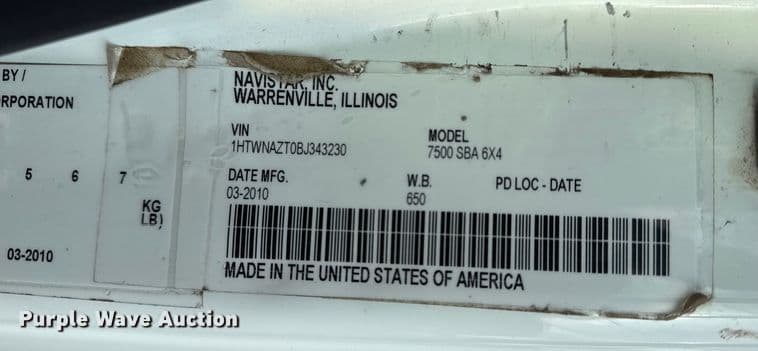 BY /
RPORATION
5 6 7
KG
LB)
03-2010
NAVISTAR, INC.
WARRENVILLE, ILLINOIS
VIN
1HTWNAZT0BJ343230
MODEL
7500 SBA 6X4
DATE MFG.
03-2010
W.B.
650
PD LOC - DATE
MADE IN THE UNITED STATES OF AMERICA
Purple Wave Auction